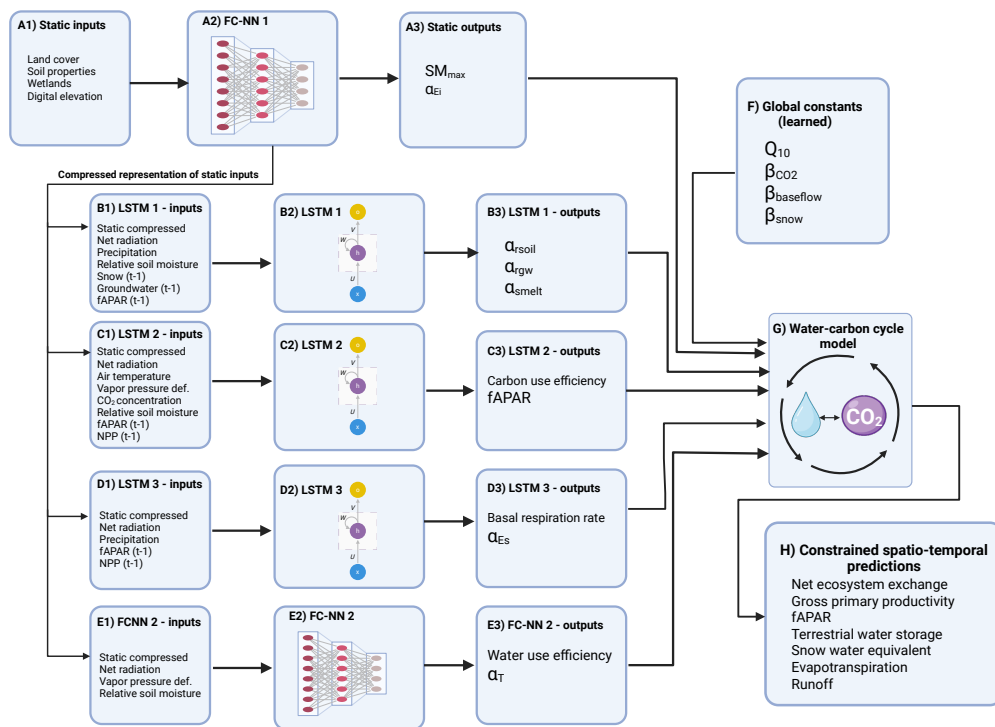 A1) Static inputs
Land cover
Soil properties
Wetlands
Digital elevation
A2) FC-NN 1
A3) Static outputs
SMmax
αEi
F) Global constants
(learned)
Q10
βCO2
βbaseflow
βsnow
Compressed representation of static inputs
B1) LSTM 1 - inputs
Static compressed
Net radiation
Precipitation
Relative soil moisture
Snow (t-1)
Groundwater (t-1)
fAPAR (t-1)
B2) LSTM 1
o
V
W
h
U
x
B3) LSTM 1 - outputs
αrsoil
αrgw
αsmelt
C1) LSTM 2 - inputs
Static compressed
Net radiation
Air temperature
Vapor pressure def.
CO2 concentration
Relative soil moisture
fAPAR (t-1)
NPP (t-1)
C2) LSTM 2
o
V
W
h
U
x
C3) LSTM 2 - outputs
Carbon use efficiency
fAPAR
G) Water-carbon cycle
model
CO2
D1) LSTM 3 - inputs
Static compressed
Net radiation
Precipitation
fAPAR (t-1)
NPP (t-1)
D2) LSTM 3
o
V
W
h
U
x
D3) LSTM 3 - outputs
Basal respiration rate
αEs
E1) FCNN 2 - inputs
Static compressed
Net radiation
Vapor pressure def.
Relative soil moisture
E2) FC-NN 2
E3) FC-NN 2 - outputs
Water use efficiency
αT
H) Constrained spatio-temporal
predictions
Net ecosystem exchange
Gross primary productivity
fAPAR
Terrestrial water storage
Snow water equivalent
Evapotranspiration
Runoff